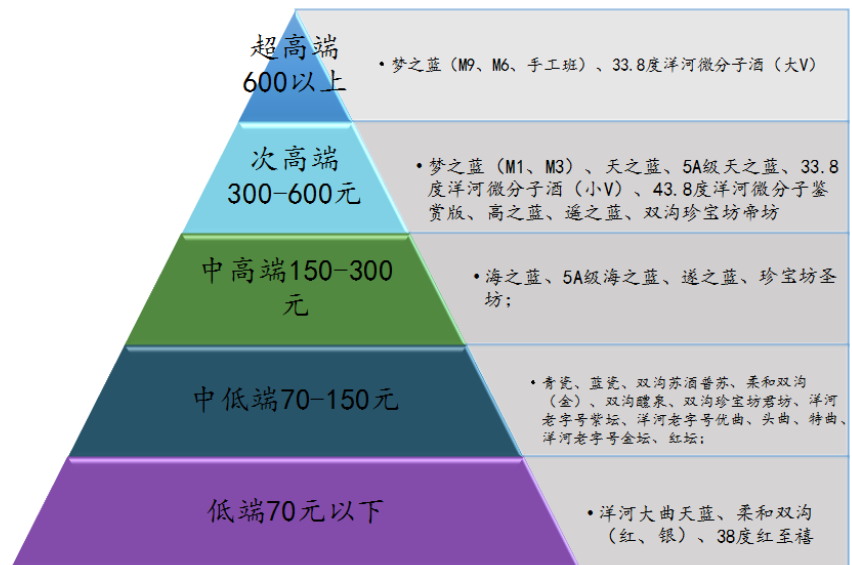 超高端
600以上
•梦之蓝（M9、M6、手工班）、33.8度洋河微分子酒（大V）
次高端
300-600元
•梦之蓝（M1、M3）、天之蓝、5A级天之蓝、33.8
度洋河微分子酒（小V）、43.8度洋河微分子鉴
赏版、高之蓝、遥之蓝、双沟珍宝坊帝坊
中高端150-300
元
•海之蓝、5A级海之蓝、邃之蓝、珍宝坊圣
坊；
中低端70-150元
•青瓷、蓝瓷、双沟苏酒普苏、柔和双沟
（金）、双沟醴泉、双沟珍宝坊君坊、洋河
老字号紫坛、洋河老字号优曲、头曲、特曲、
洋河老字号金坛、红坛；
低端70元以下
•洋河大曲天蓝、柔和双沟
（红、银）、38度红至禧